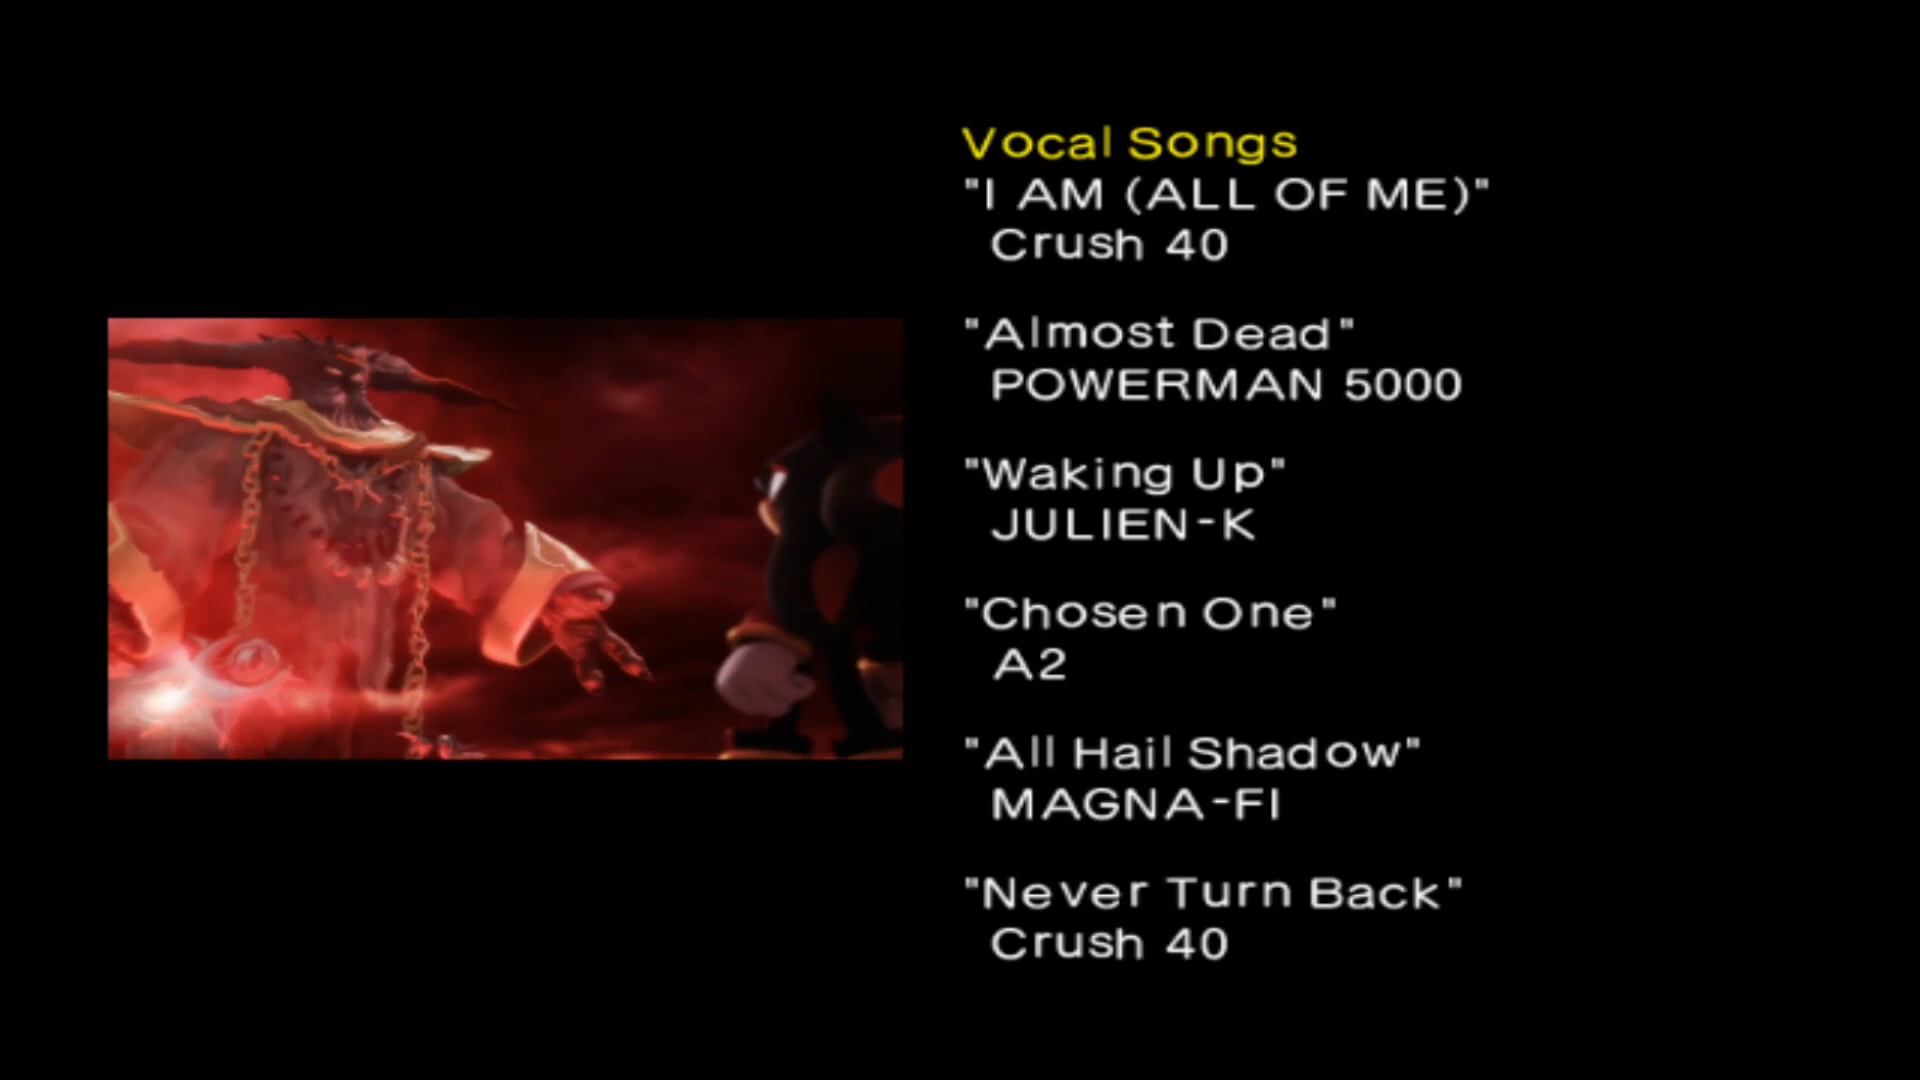 Vocal Songs
"I AM (ALL OF ME)"
Crush 40
"Almost Dead"
POWERMAN 5000
"Waking Up"
JULIEN-K
"Chosen One"
A2
"All Hail Shadow"
MAGNA-FI
"Never Turn Back"
Crush 40